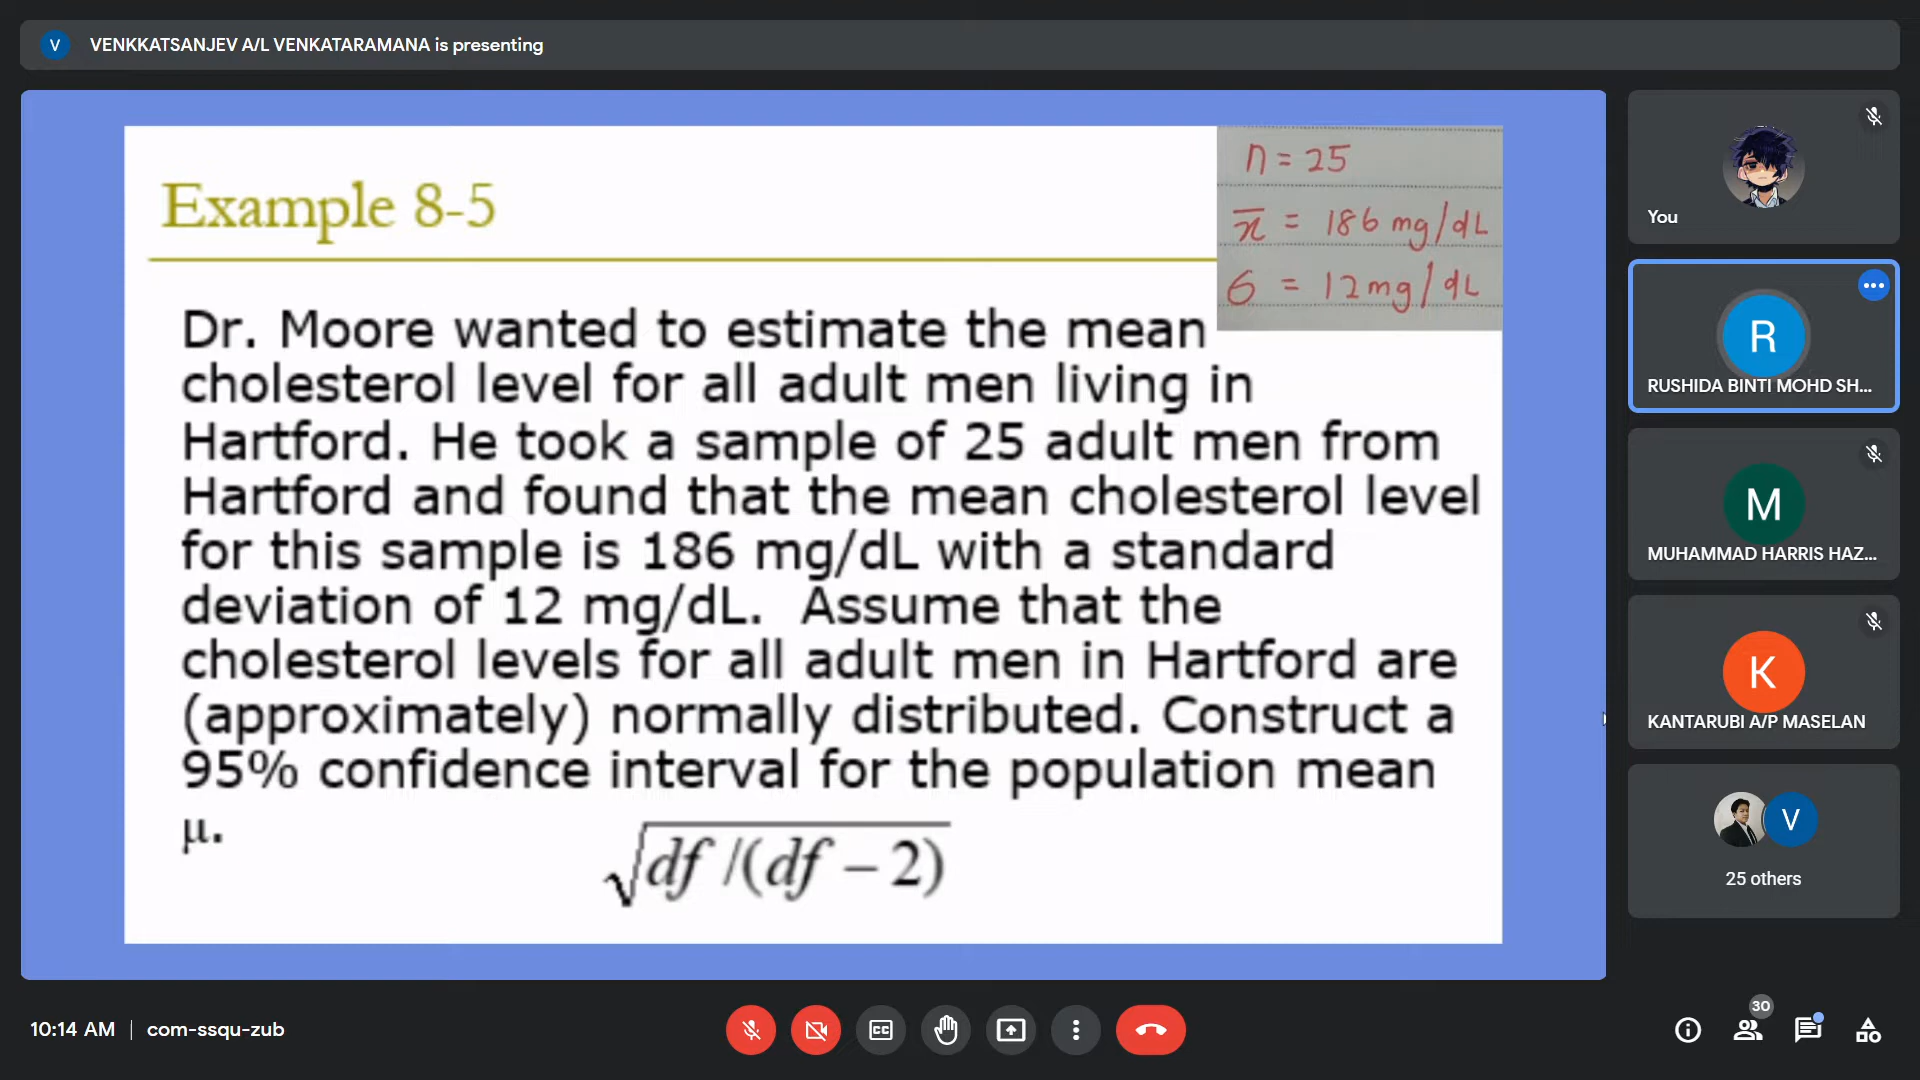 V VENKKATSANJEV A/L VENKATARAMANA is presenting
Example 8-5
n = 25
x̄ = 186 mg/dL
σ = 12 mg/dL
Dr. Moore wanted to estimate the mean
cholesterol level for all adult men living in
Hartford. He took a sample of 25 adult men from
Hartford and found that the mean cholesterol level
for this sample is 186 mg/dL with a standard
deviation of 12 mg/dL. Assume that the
cholesterol levels for all adult men in Hartford are
(approximately) normally distributed. Construct a
95% confidence interval for the population mean
μ.
√df /(df − 2)
You
R
RUSHIDA BINTI MOHD SH...
M
MUHAMMAD HARRIS HAZ...
K
KANTARUBI A/P MASELAN
V
25 others
10:14 AM | com-ssqu-zub
CC
30